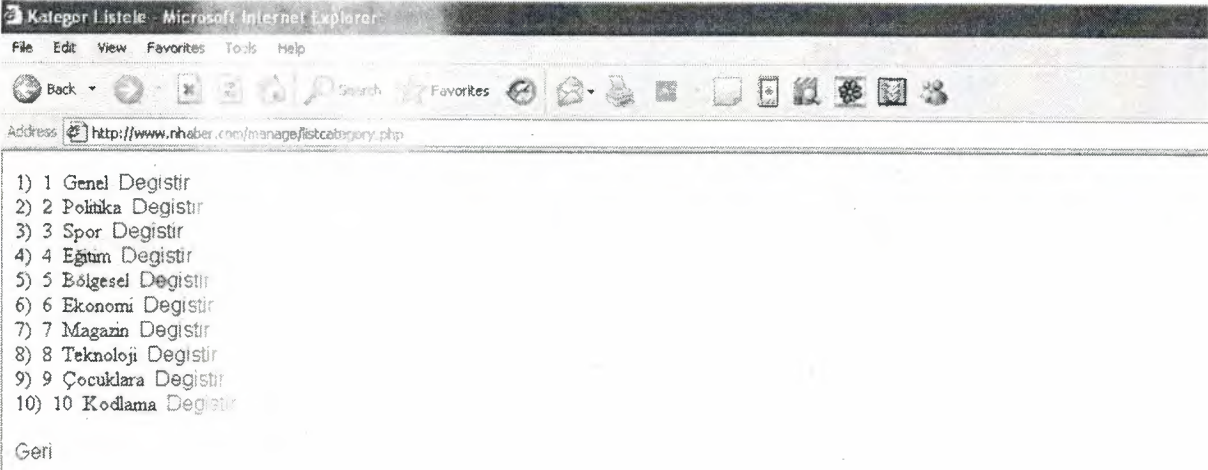 Kategor Listele - Microsoft Internet Explorer
File Edit View Favorites Tools Help
Back Search Favorites
Address http://www.nhaber.com/manage/listcategory.php
1) 1 Genel Degistir
2) 2 Politika Degistir
3) 3 Spor Degistir
4) 4 Eğitim Degistir
5) 5 Bölgesel Degistir
6) 6 Ekonomi Degistir
7) 7 Magazin Degistir
8) 8 Teknoloji Degistir
9) 9 Çocuklara Degistir
10) 10 Kodlama Degistir
Geri